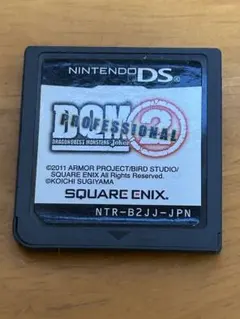 NINTENDO DS
DQM 2
PROFESSIONAL
DRAGONQUEST MONSTERS Joker
©2011 ARMOR PROJECT/BIRD STUDIO/
SQUARE ENIX All Rights Reserved.
©KOICHI SUGIYAMA
SQUARE ENIX.
NTR-B2JJ-JPN